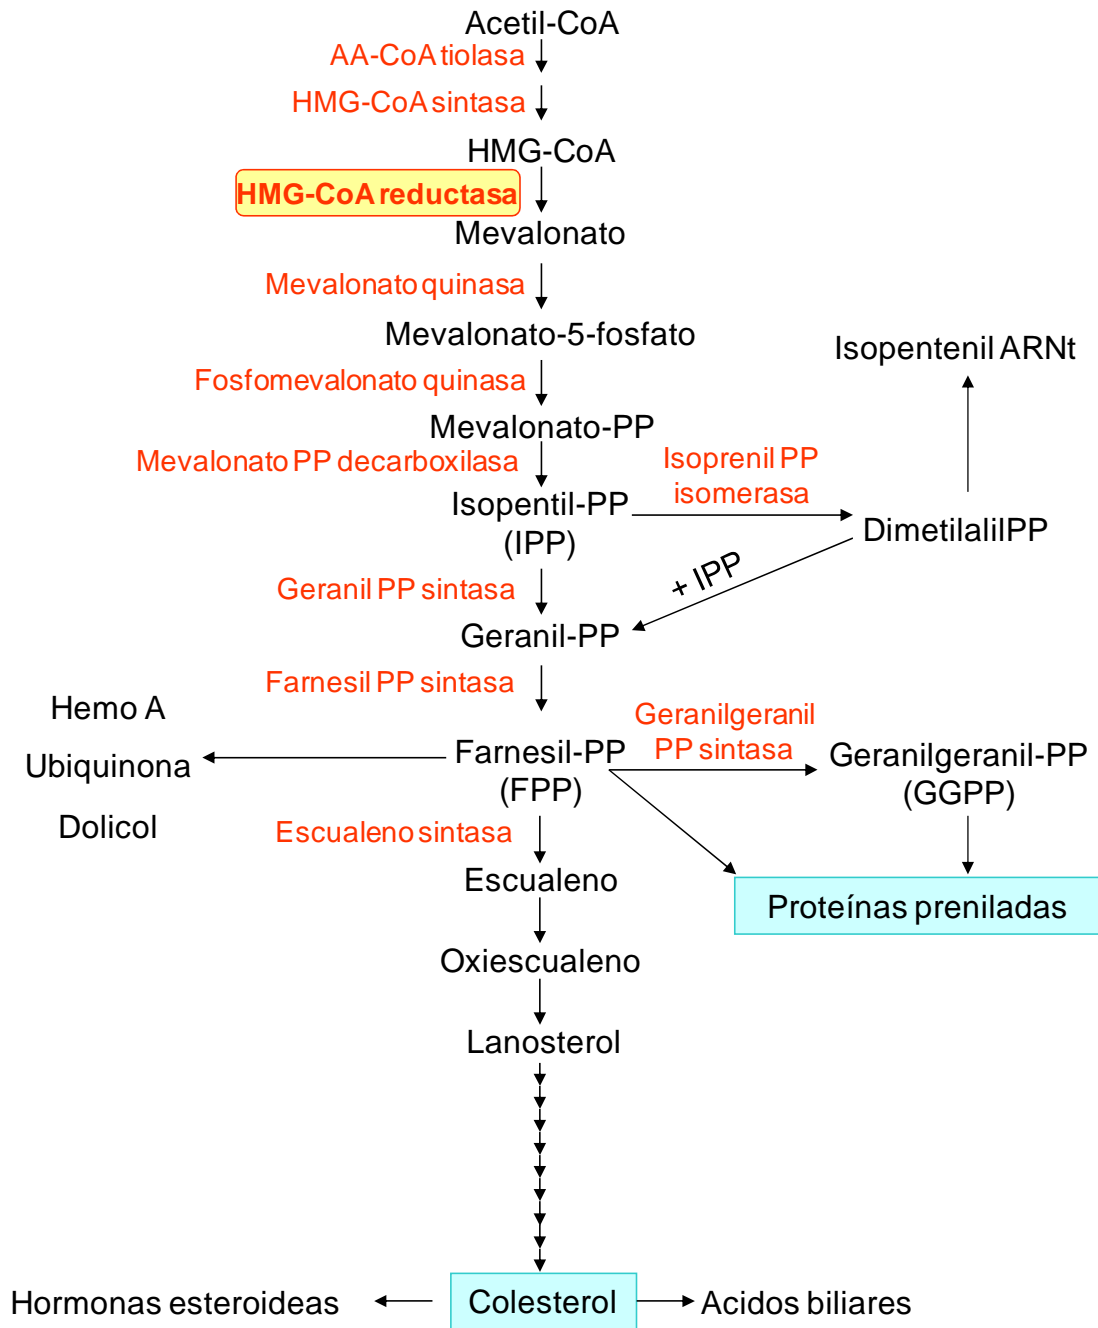 Acetil-CoA
AA-CoA tiolasa
HMG-CoA sintasa
HMG-CoA
HMG-CoA reductasa
Mevalonato
Mevalonato quinasa
Mevalonato-5-fosfato
Isopentenil ARNt
Fosfomevalonato quinasa
Mevalonato-PP
Mevalonato PP decarboxilasa
Isoprenil PP
isomerasa
Isopentil-PP
(IPP)
DimetilalilPP
+ IPP
Geranil PP sintasa
Geranil-PP
Farnesil PP sintasa
Hemo A
Ubiquinona
Dolicol
Farnesil-PP
(FPP)
Geranilgeranil
PP sintasa
Geranilgeranil-PP
(GGPP)
Escualeno sintasa
Escualeno
Proteínas preniladas
Oxiescualeno
Lanosterol
Hormonas esteroideas
Colesterol
Acidos biliares